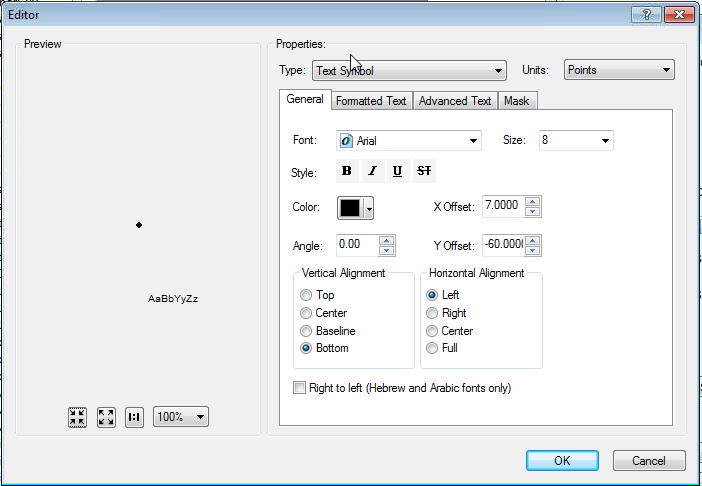 Editor
?
Preview
Properties:
Type: Text Symbol Units: Points
General Formatted Text Advanced Text Mask
Font: O Arial Size: 8
Style: B I U ST
Color: X Offset: 7.0000
Angle: 0.00 Y Offset: -60.000
Vertical Alignment Horizontal Alignment
Top Left
Center Right
Baseline Center
Bottom Full
Right to left (Hebrew and Arabic fonts only)
AaBbYyZz
1:1 100%
OK Cancel